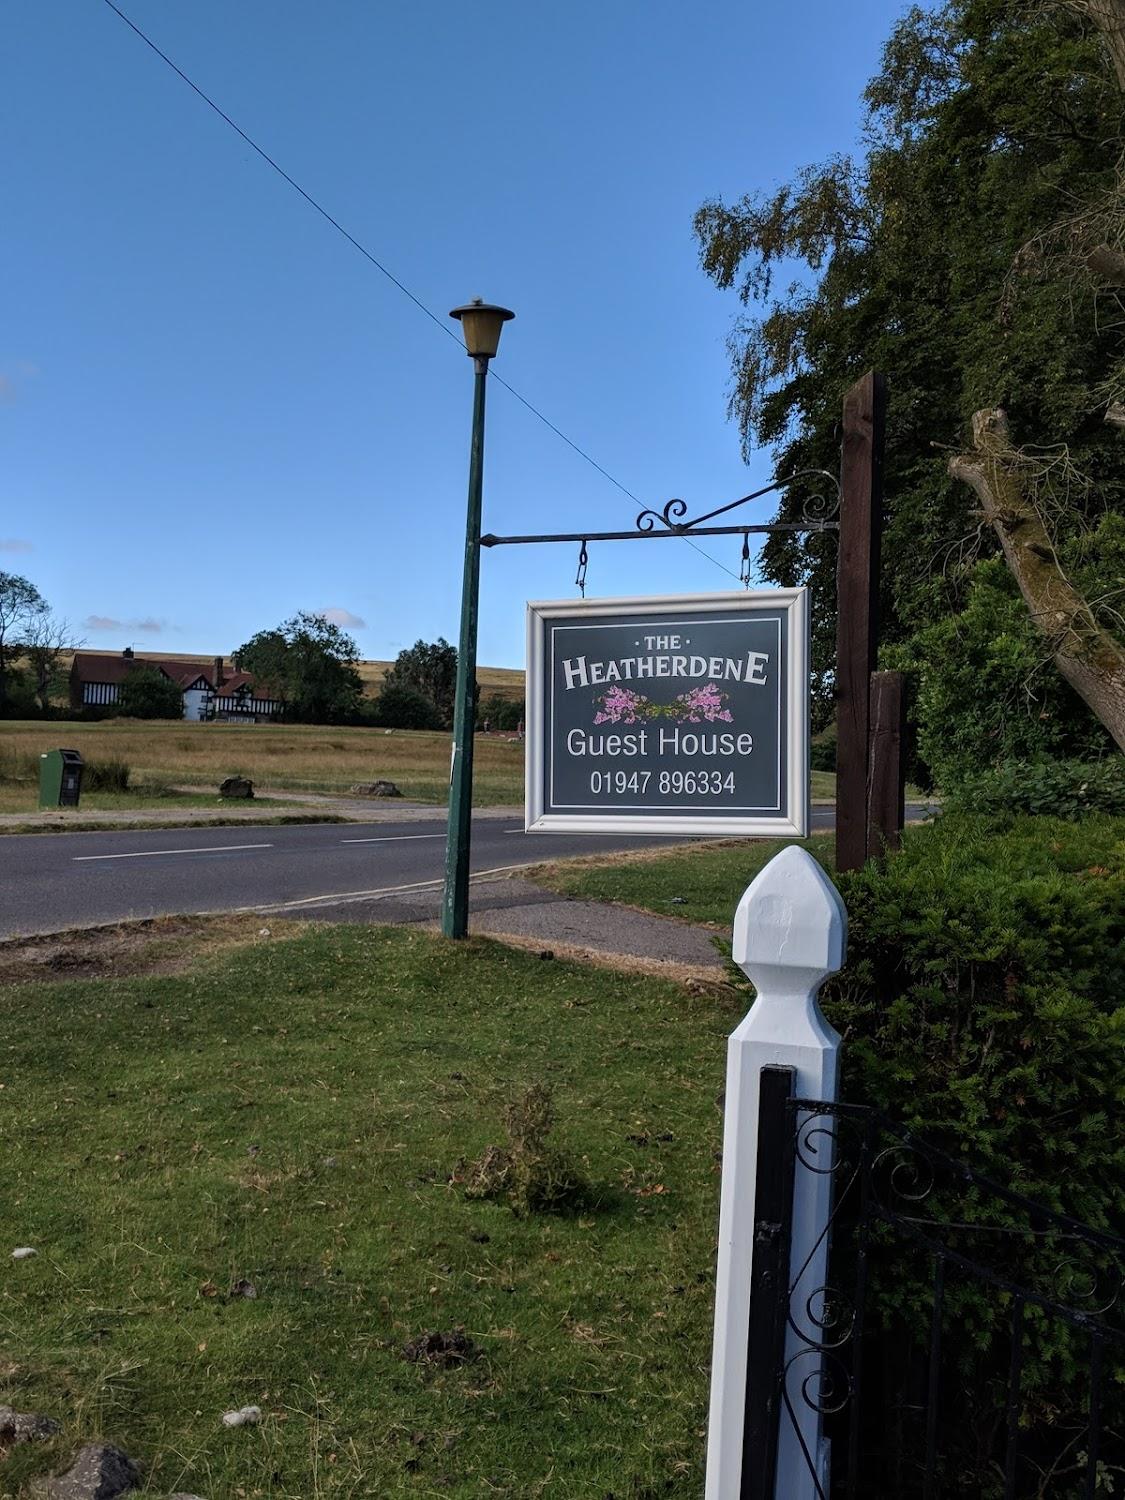 · THE ·
HEATHERDENE
Guest House
01947 896334